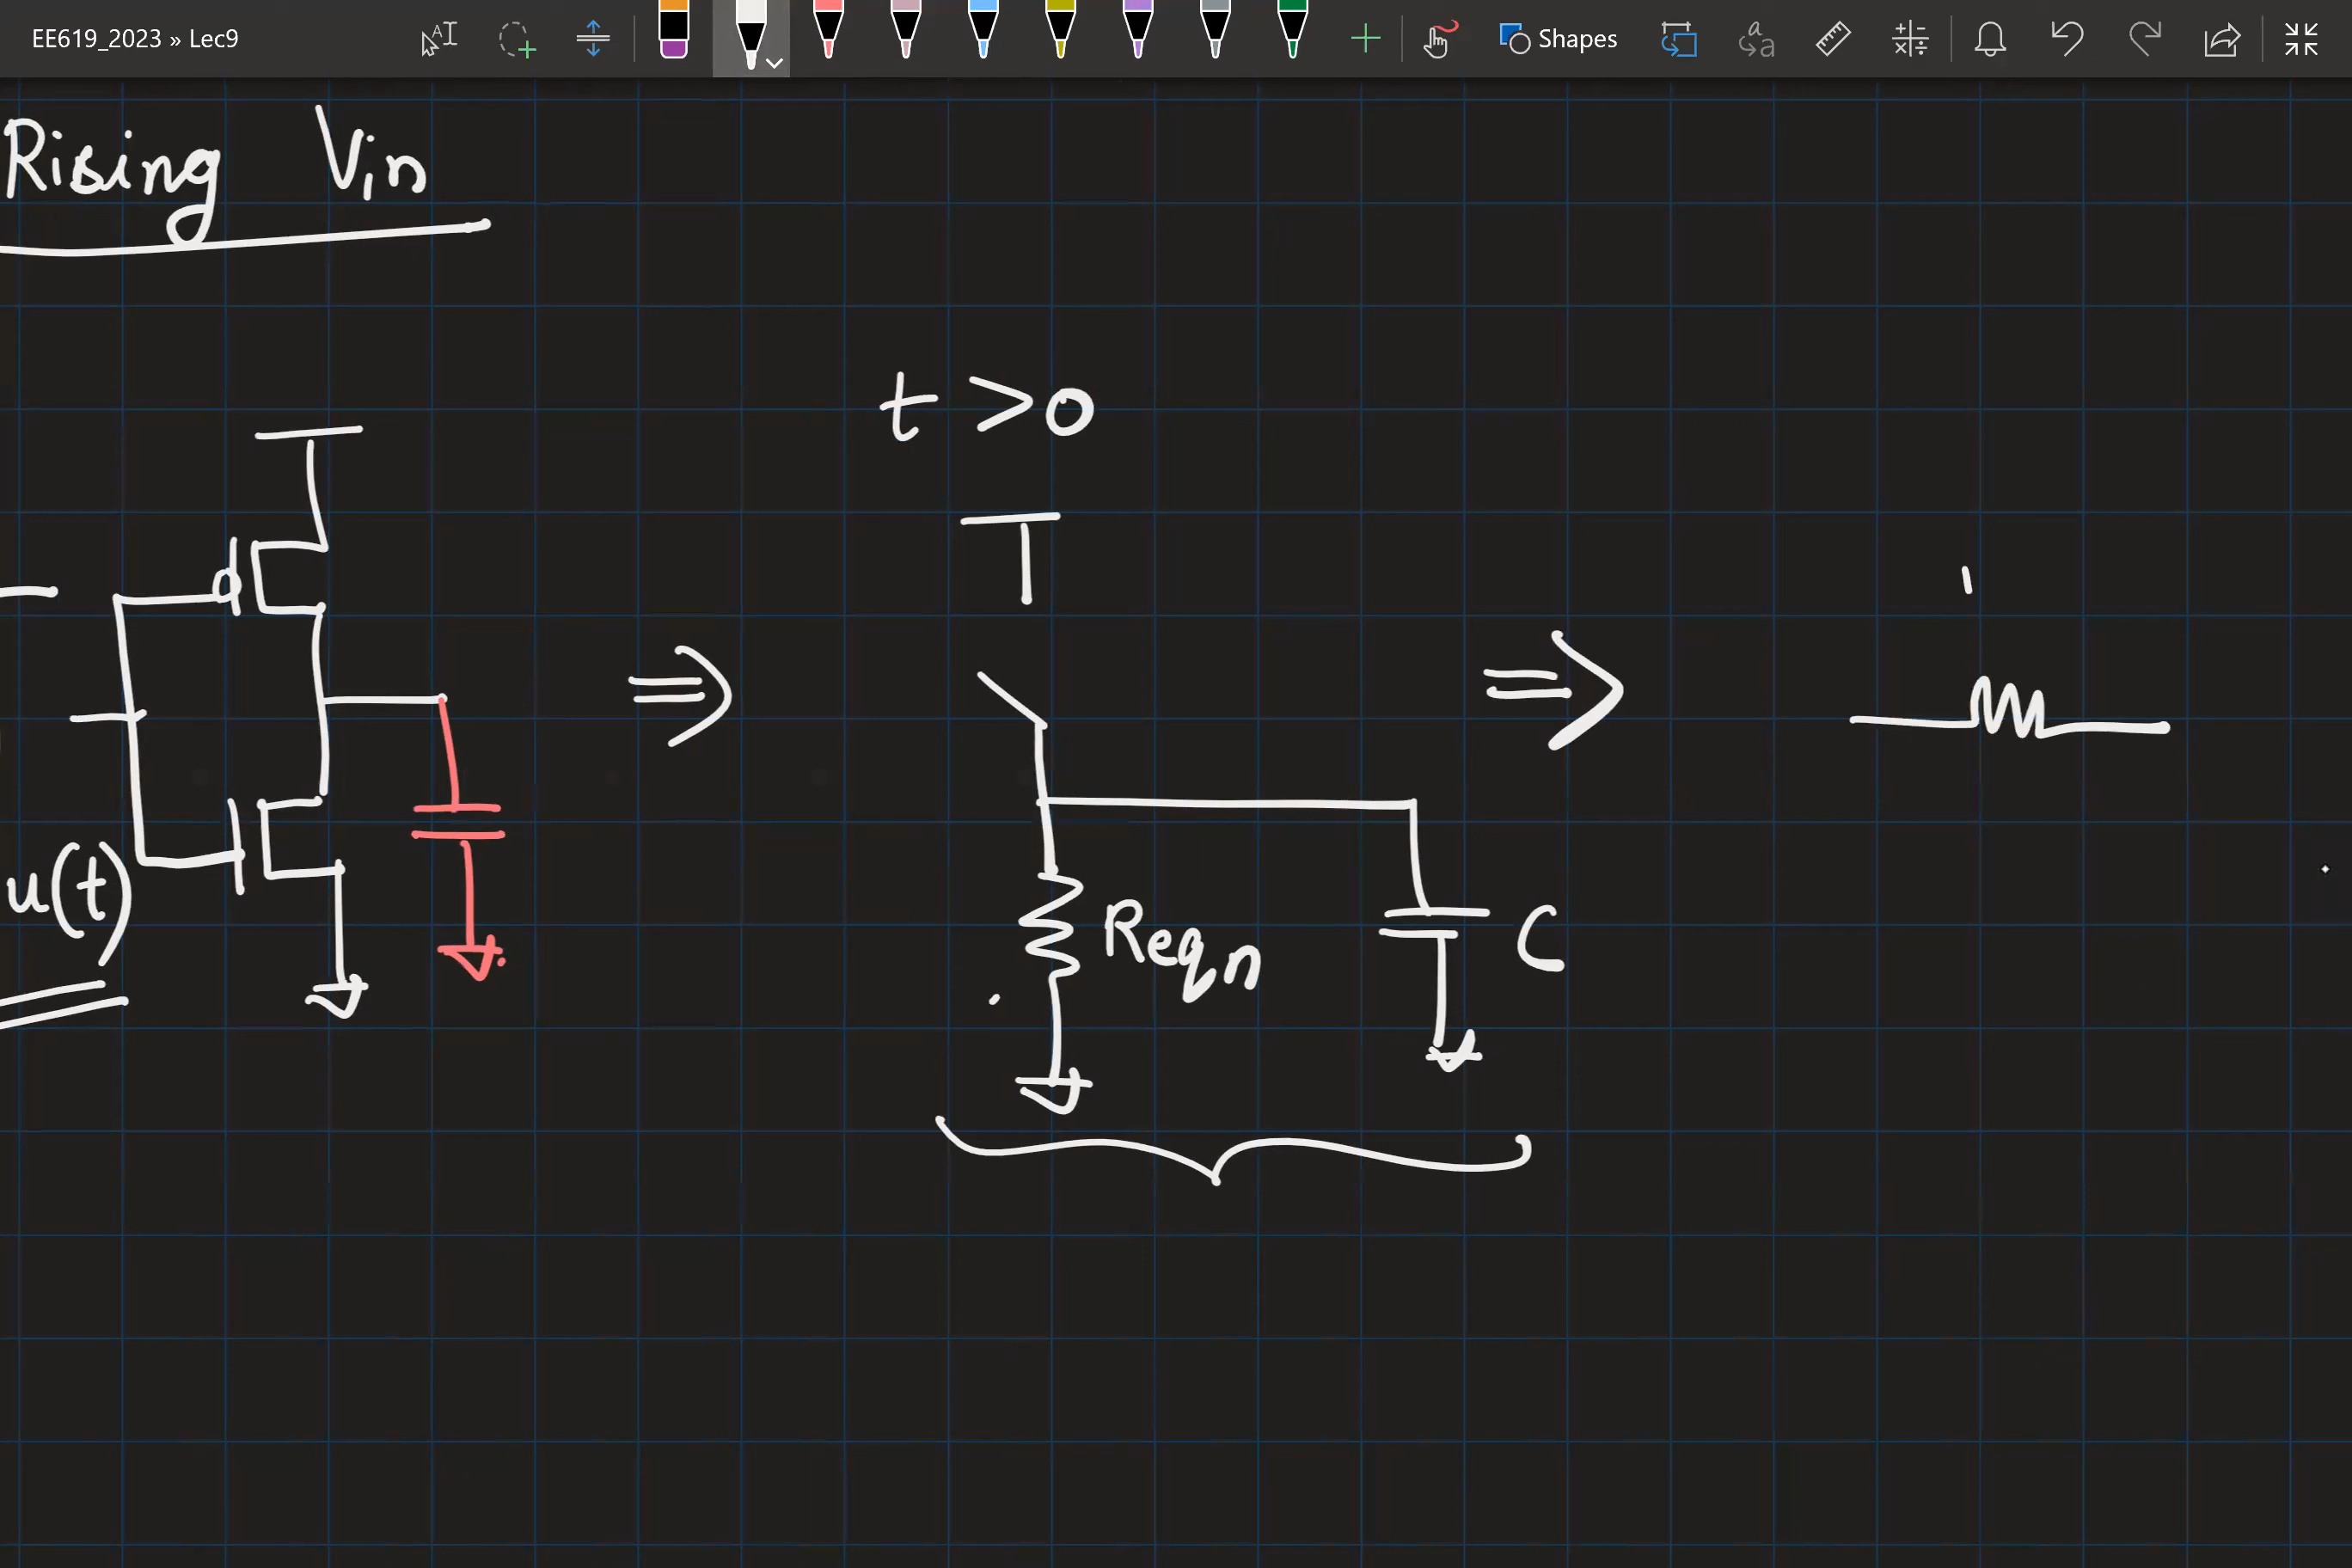 EE619_2023 » Lec9
Shapes
Rising Vin
t >0
u(t)
Reqn
C